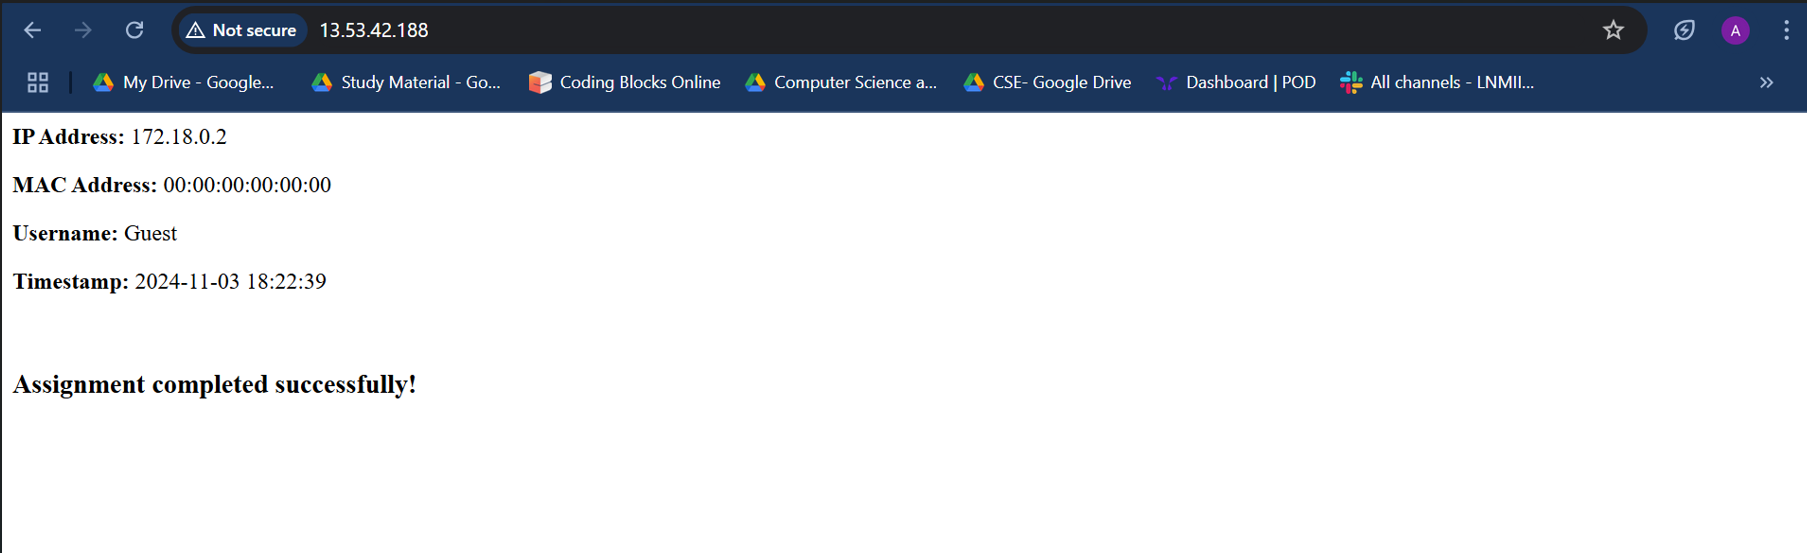 Not secure 13.53.42.188
A
My Drive - Google... Study Material - Go... Coding Blocks Online Computer Science a... CSE- Google Drive Dashboard | POD All channels - LNMII...
IP Address: 172.18.0.2
MAC Address: 00:00:00:00:00:00
Username: Guest
Timestamp: 2024-11-03 18:22:39
Assignment completed successfully!